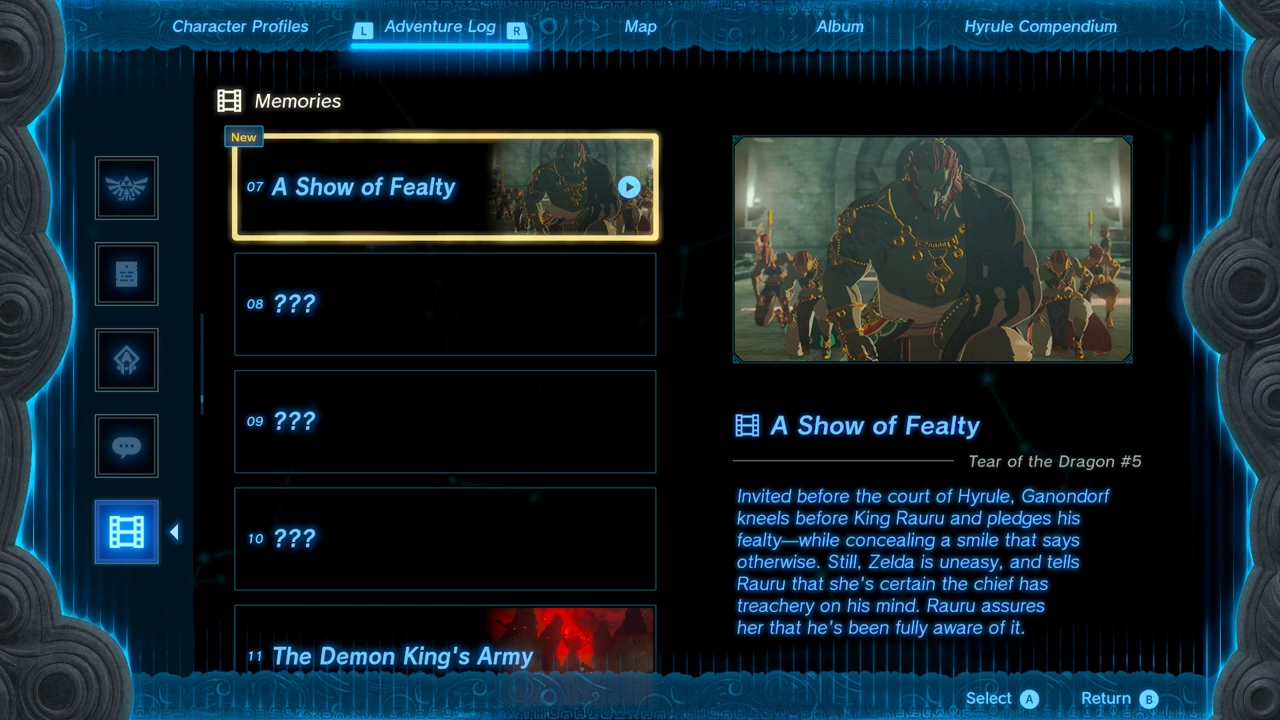 Character Profiles
L
Adventure Log
R
Map
Album
Hyrule Compendium
Memories
New
07 A Show of Fealty
08 ???
09 ???
10 ???
11 The Demon King's Army
A Show of Fealty
Tear of the Dragon #5
Invited before the court of Hyrule, Ganondorf
kneels before King Rauru and pledges his
fealty—while concealing a smile that says
otherwise. Still, Zelda is uneasy, and tells
Rauru that she's certain the chief has
treachery on his mind. Rauru assures
her that he's been fully aware of it.
Select A
Return B